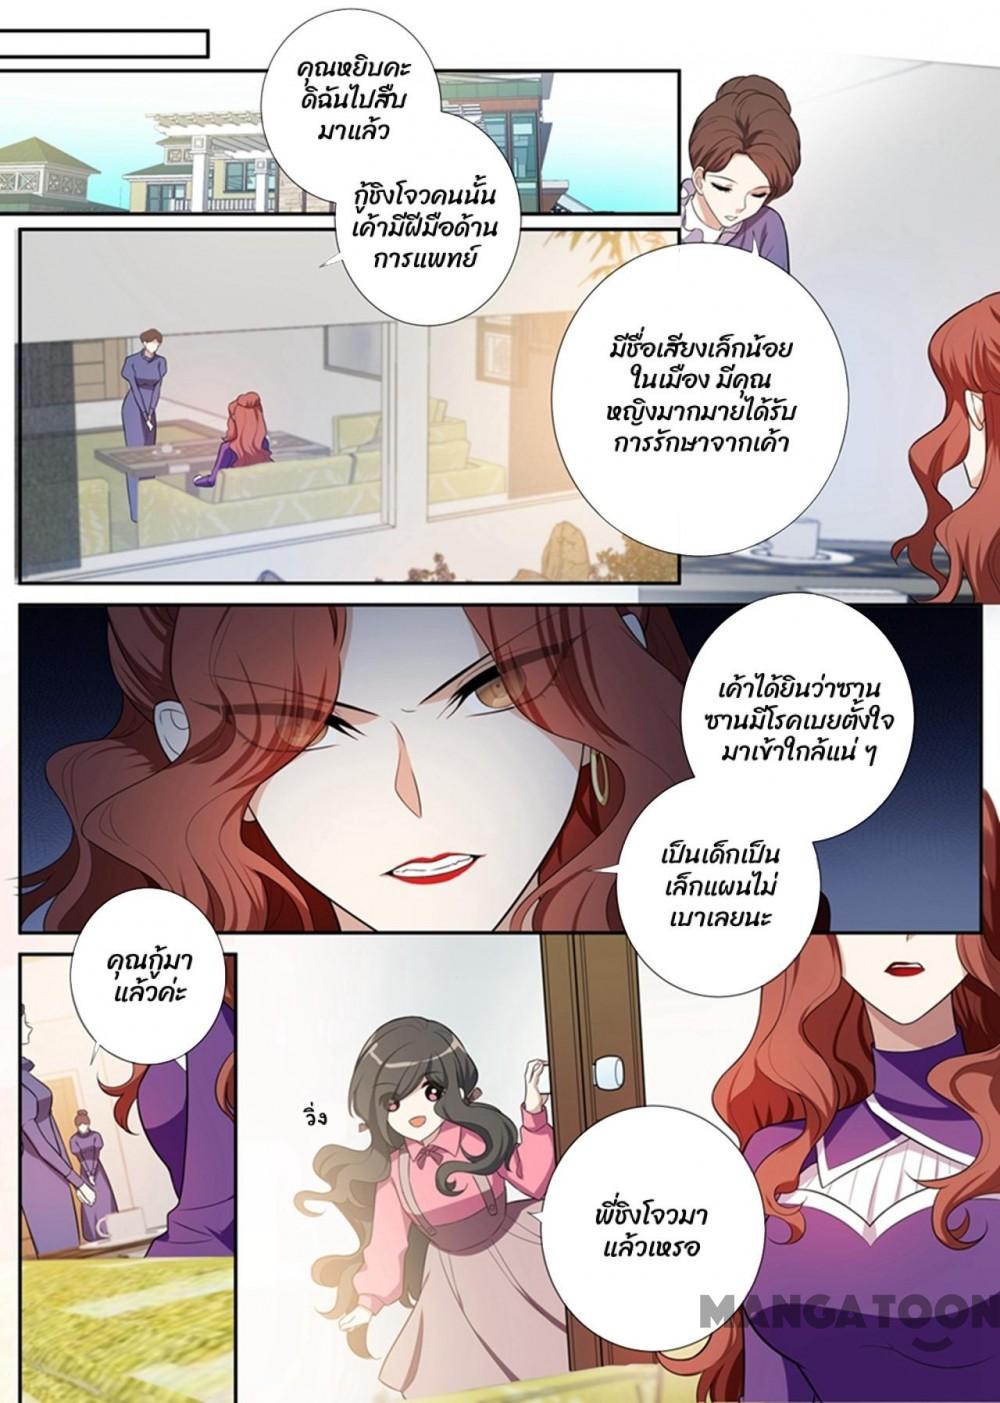 คุณหยิบคะ
ดิฉันไปสืบ
มาแล้ว
กู้ชิงโจวคนนั้น
เค้ามีฝีมือด้าน
การแพทย์
มีชื่อเสียงเล็กน้อย
ในเมือง มีคุณ
หญิงมากมายได้รับ
การรักษาจากเค้า
เค้าได้ยินว่าซาน
ซานมีโรคเบยตั้งใจ
มาเข้าใกล้แน่ ๆ
เป็นเด็กเป็น
เล็กแผนไม่
เบาเลยนะ
คุณกู้มา
แล้วค่ะ
วิ่ง
พี่ชิงโจวมา
แล้วเหรอ
MANGATOON